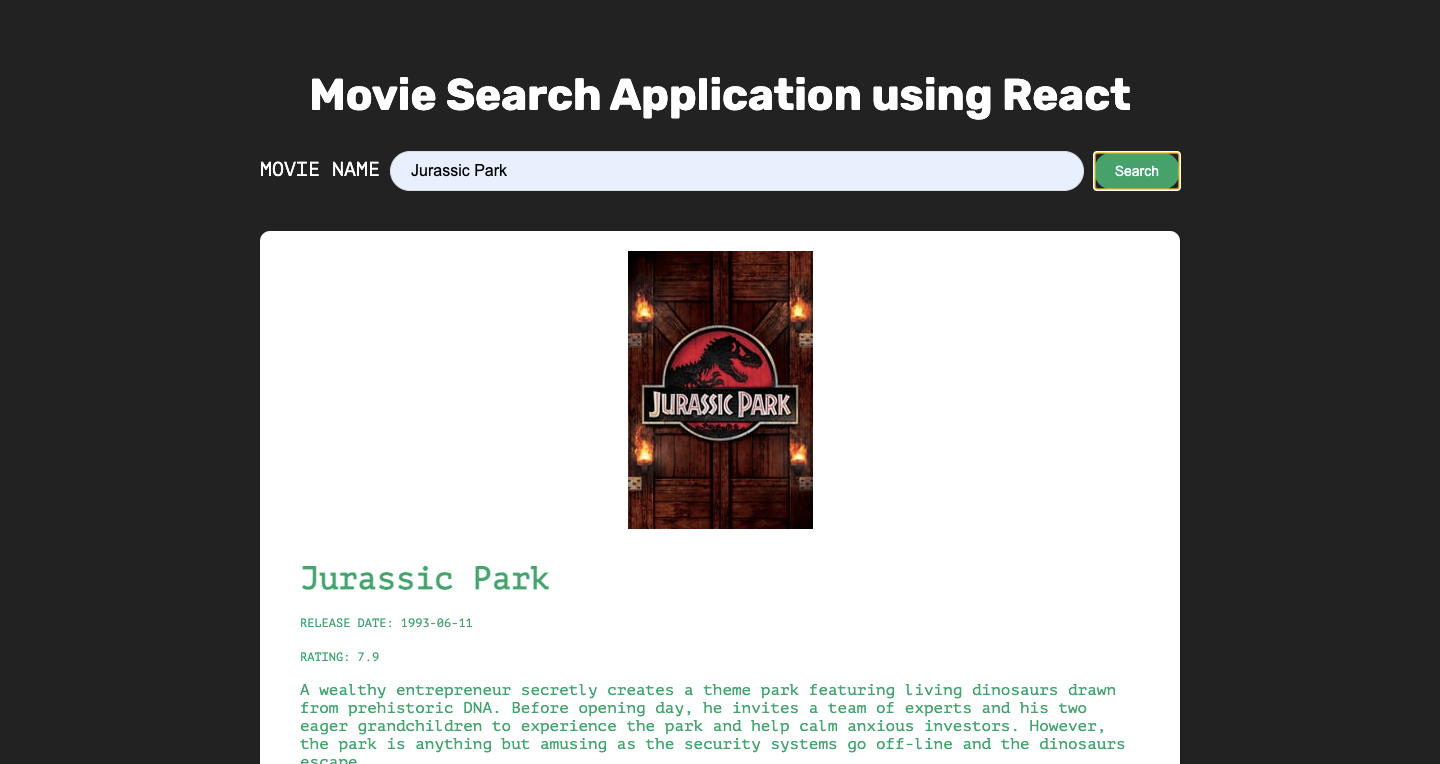 Movie Search Application using React
MOVIE NAME Jurassic Park Search
JURASSIC PARK
Jurassic Park
RELEASE DATE: 1993-06-11
RATING: 7.9
A wealthy entrepreneur secretly creates a theme park featuring living dinosaurs drawn
from prehistoric DNA. Before opening day, he invites a team of experts and his two
eager grandchildren to experience the park and help calm anxious investors. However,
the park is anything but amusing as the security systems go off-line and the dinosaurs
escape.